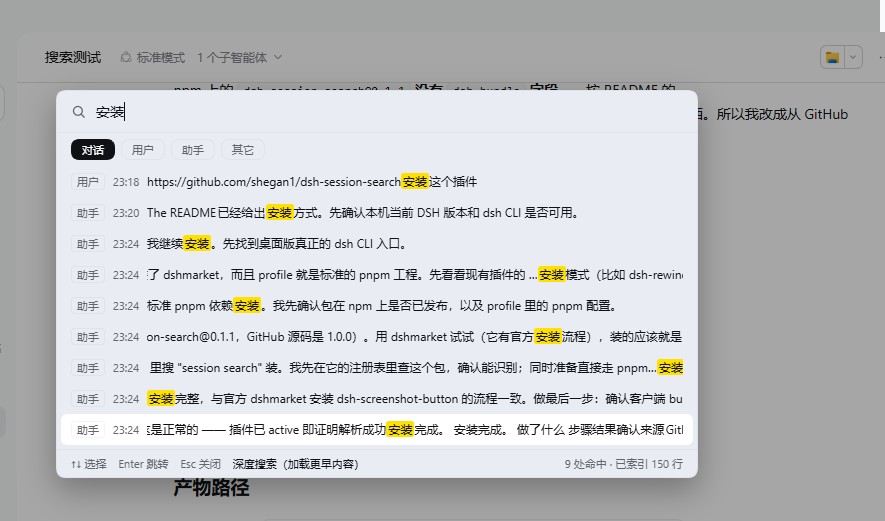 搜索测试 标准模式 1 个子智能体
pnpm 上的 dsh-session-search@0.1.1 没有 dsh.bundle 字段
。所以我改成从 GitHub
安装
对话 用户 助手 其它
用户 23:18 https://github.com/shegan1/dsh-session-search安装这个插件
助手 23:20 The README已经给出安装方式。先确认本机当前 DSH 版本和 dsh CLI 是否可用。
助手 23:24 我继续安装。先找到桌面版真正的 dsh CLI 入口。
助手 23:24 了 dshmarket，而且 profile 就是标准的 pnpm 工程。先看看现有插件的 ...安装模式（比如 dsh-rewin
助手 23:24 标准 pnpm 依赖安装。我先确认包在 npm 上是否已发布，以及 profile 里的 pnpm 配置。
助手 23:24 on-search@0.1.1，GitHub 源码是 1.0.0）。用 dshmarket 试试（它有官方安装流程），装的应该就是
助手 23:24 里搜 "session search" 装。我先在它的注册表里查这个包，确认能识别；同时准备直接走 pnpm...安装
助手 23:24 安装完整，与官方 dshmarket 安装 dsh-screenshot-button 的流程一致。做最后一步：确认客户端 bu
助手 23:24 这是正常的 —— 插件已 active 即证明解析成功安装完成。 安装完成。 做了什么 步骤结果确认来源Git
↑↓ 选择 Enter 跳转 Esc 关闭 深度搜索（加载更早内容） 9 处命中 · 已索引 150 行
产物路径